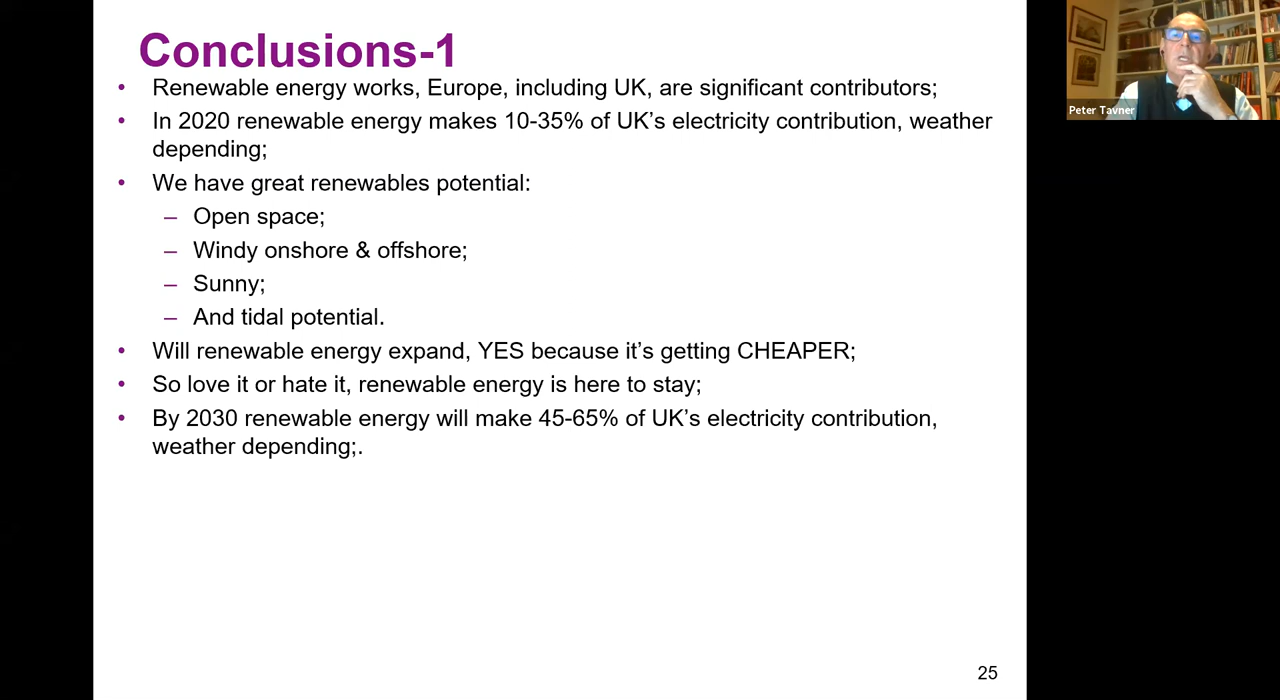 Conclusions-1
• Renewable energy works, Europe, including UK, are significant contributors;
• In 2020 renewable energy makes 10-35% of UK’s electricity contribution, weather
depending;
• We have great renewables potential:
– Open space;
– Windy onshore & offshore;
– Sunny;
– And tidal potential.
• Will renewable energy expand, YES because it’s getting CHEAPER;
• So love it or hate it, renewable energy is here to stay;
• By 2030 renewable energy will make 45-65% of UK’s electricity contribution,
weather depending;.
25
Peter Tavner